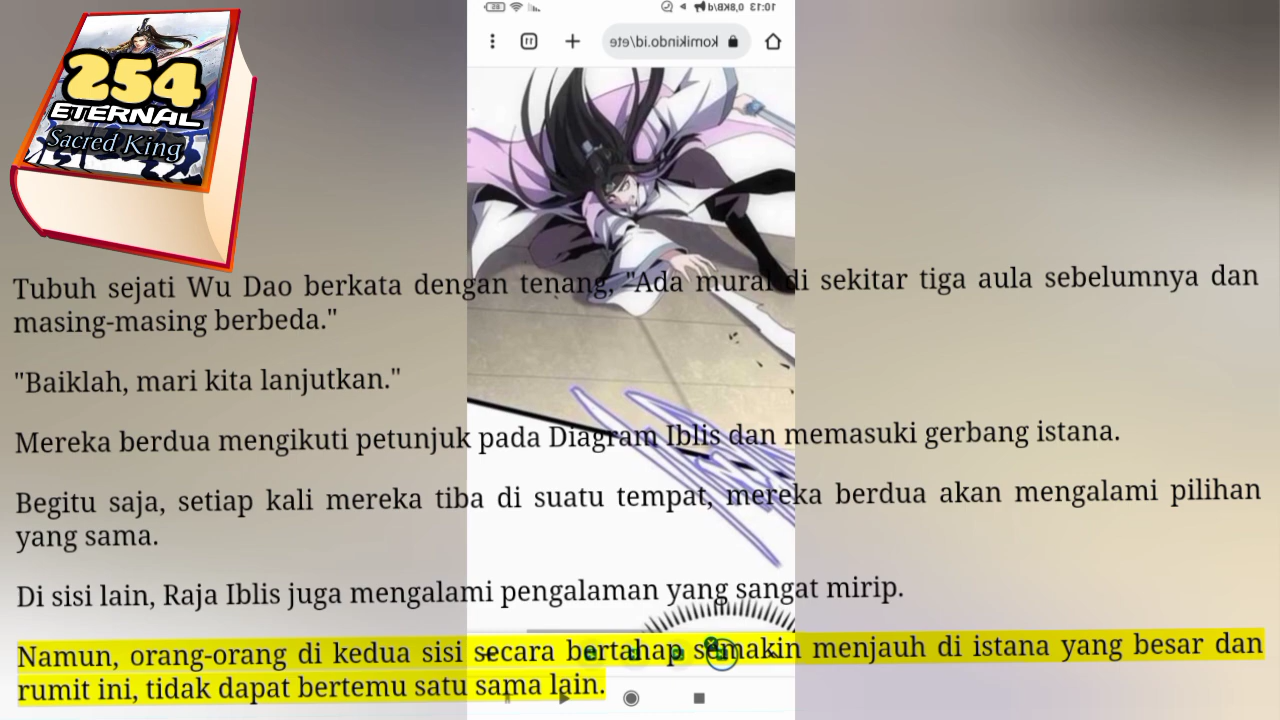 10:13 0,8KB/d
komikindo.id/ete
254
ETERNAL
Sacred King
Tubuh sejati Wu Dao berkata dengan tenang, "Ada mural di sekitar tiga aula sebelumnya dan
masing-masing berbeda."
"Baiklah, mari kita lanjutkan."
Mereka berdua mengikuti petunjuk pada Diagram Iblis dan memasuki gerbang istana.
Begitu saja, setiap kali mereka tiba di suatu tempat, mereka berdua akan mengalami pilihan
yang sama.
Di sisi lain, Raja Iblis juga mengalami pengalaman yang sangat mirip.
Namun, orang-orang di kedua sisi secara bertahap semakin menjauh di istana yang besar dan
rumit ini, tidak dapat bertemu satu sama lain.